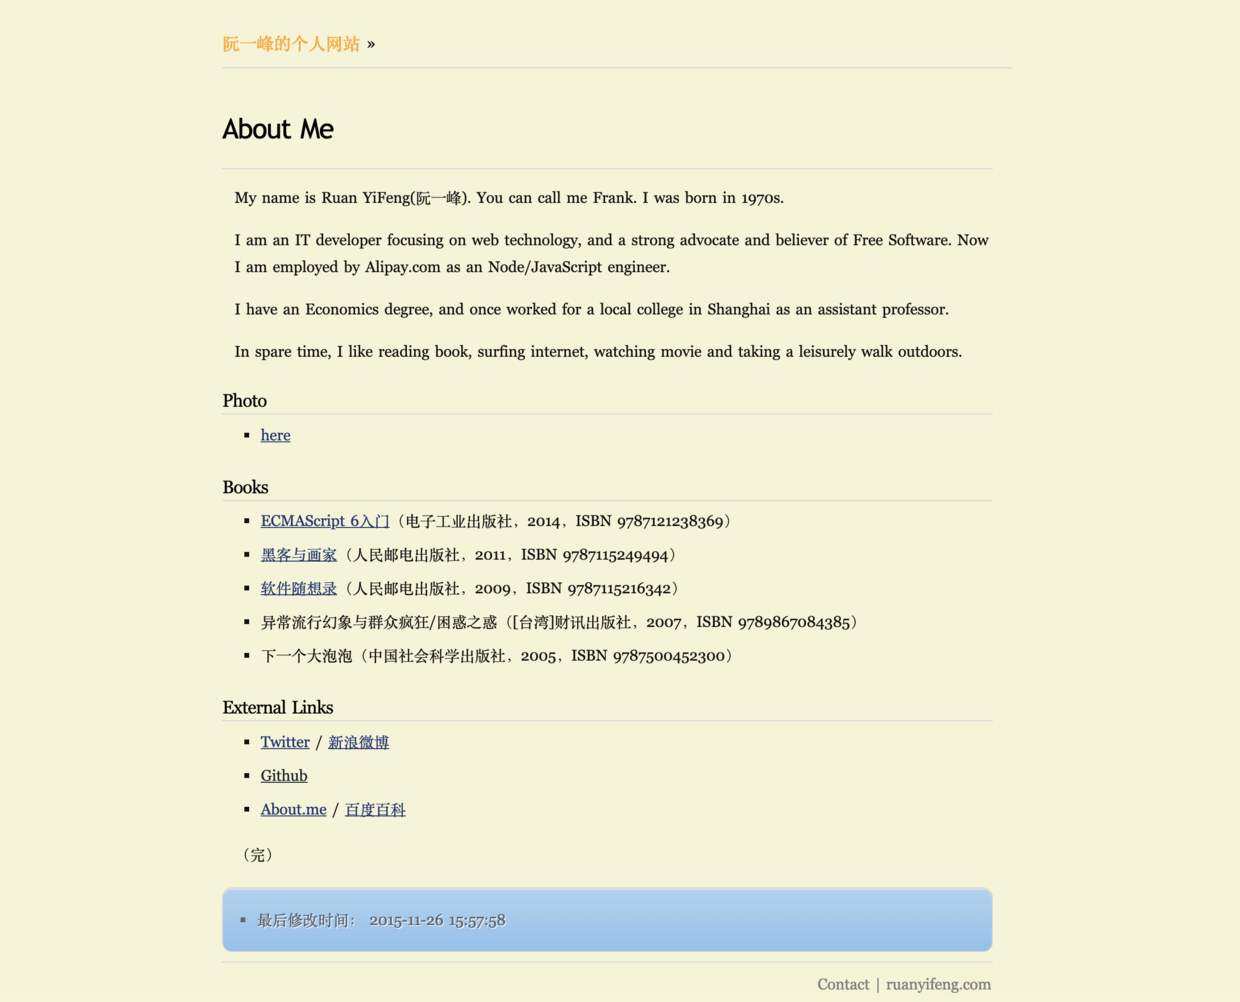 阮一峰的个人网站 »
About Me
My name is Ruan YiFeng(阮一峰). You can call me Frank. I was born in 1970s.
I am an IT developer focusing on web technology, and a strong advocate and believer of Free Software. Now
I am employed by Alipay.com as an Node/JavaScript engineer.
I have an Economics degree, and once worked for a local college in Shanghai as an assistant professor.
In spare time, I like reading book, surfing internet, watching movie and taking a leisurely walk outdoors.
Photo
▪ here
Books
▪ ECMAScript 6入门（电子工业出版社，2014，ISBN 9787121238369）
▪ 黑客与画家（人民邮电出版社，2011，ISBN 9787115249494）
▪ 软件随想录（人民邮电出版社，2009，ISBN 9787115216342）
▪ 异常流行幻象与群众疯狂/困惑之惑（[台湾]财讯出版社，2007，ISBN 9789867084385）
▪ 下一个大泡泡（中国社会科学出版社，2005，ISBN 9787500452300）
External Links
▪ Twitter / 新浪微博
▪ Github
▪ About.me / 百度百科
（完）
▪ 最后修改时间： 2015-11-26 15:57:58
Contact | ruanyifeng.com